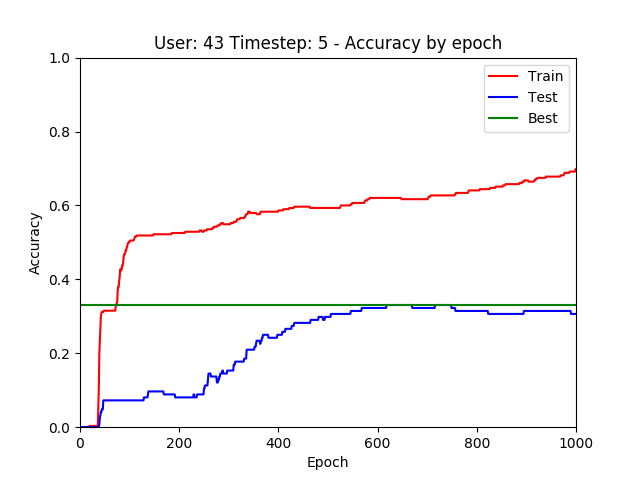 User: 43 Timestep: 5 - Accuracy by epoch
1.0
0.8
0.6
0.4
0.2
0.0
Accuracy
Train
Test
Best
0 200 400 600 800 1000
Epoch